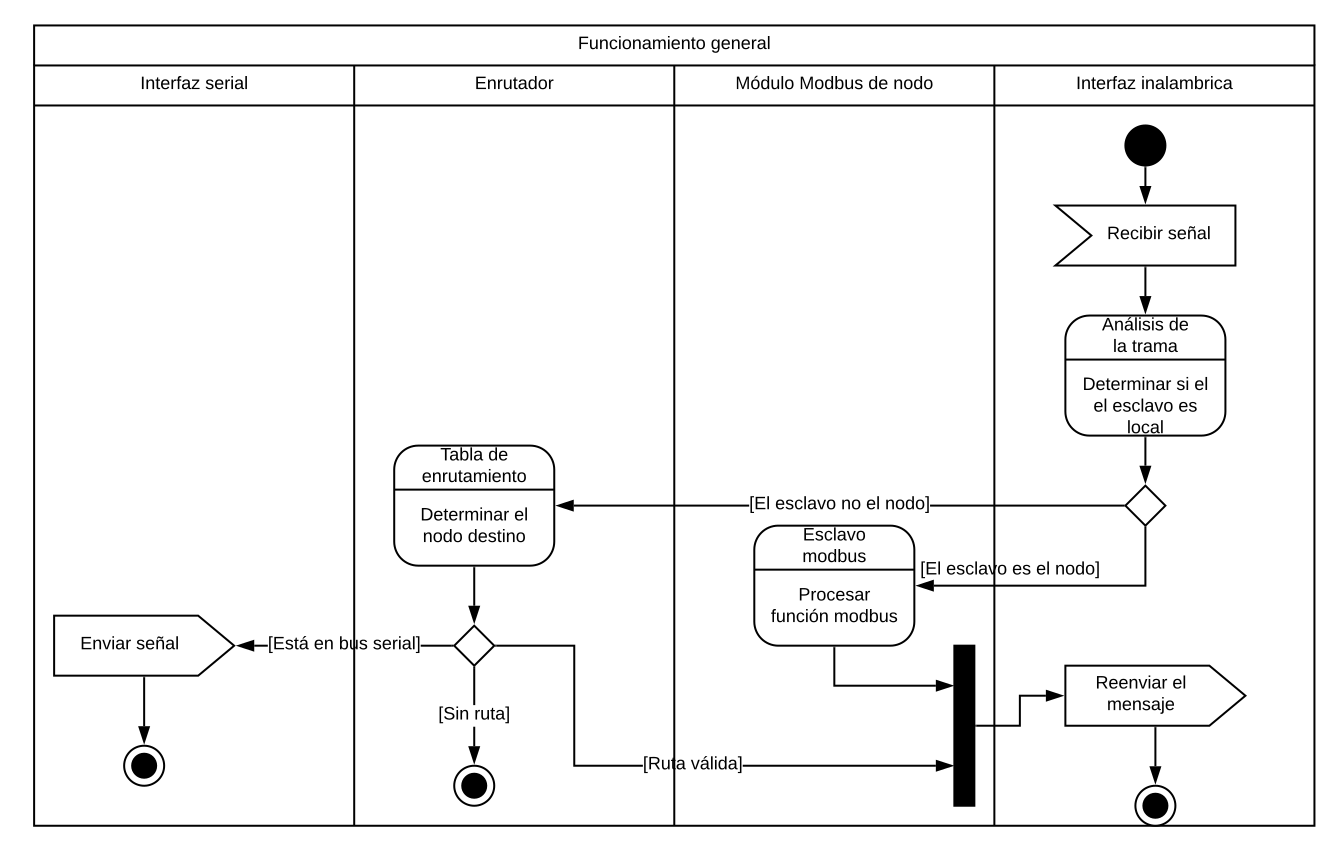 Funcionamiento general
Interfaz serial
Enrutador
Módulo Modbus de nodo
Interfaz inalambrica
Recibir señal
Análisis de
la trama
Determinar si el
el esclavo es
local
Tabla de
enrutamiento
Determinar el
nodo destino
[El esclavo no el nodo]
Esclavo
modbus
Procesar
función modbus
[El esclavo es el nodo]
Enviar señal
[Está en bus serial]
[Sin ruta]
[Ruta válida]
Reenviar el
mensaje